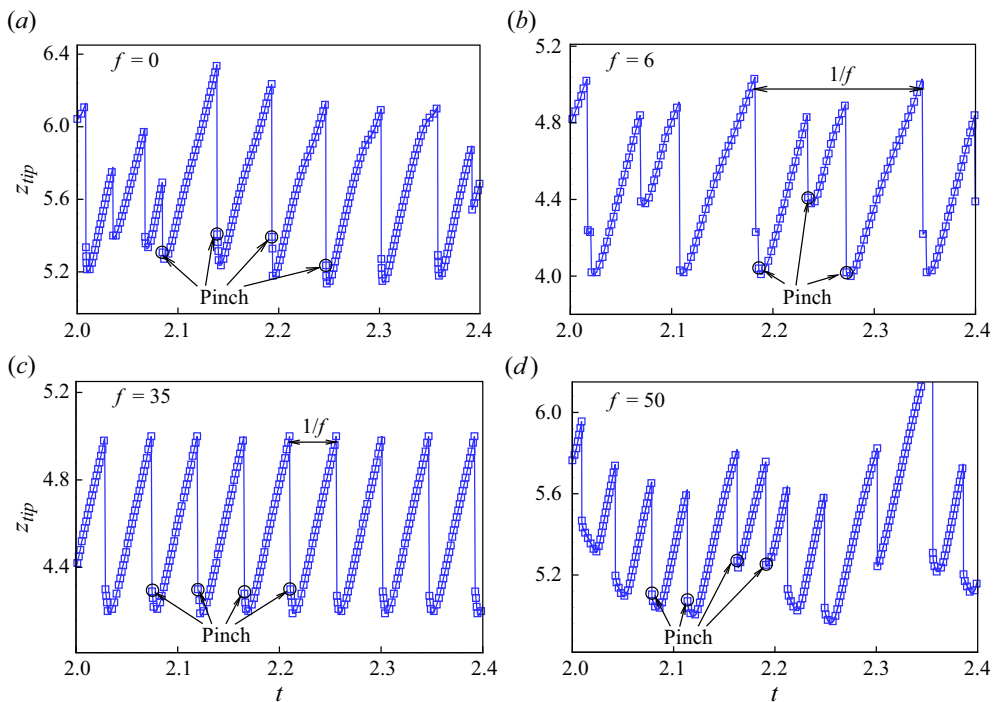 (a)
f = 0
6.4
6.0
5.6
5.2
z_tip
Pinch
2.0 2.1 2.2 2.3 2.4
(b)
f = 6
5.2
4.8
4.4
4.0
1/f
Pinch
2.0 2.1 2.2 2.3 2.4
(c)
f = 35
5.2
4.8
4.4
z_tip
1/f
Pinch
2.0 2.1 2.2 2.3 2.4
t
(d)
f = 50
6.0
5.6
5.2
Pinch
2.0 2.1 2.2 2.3 2.4
t